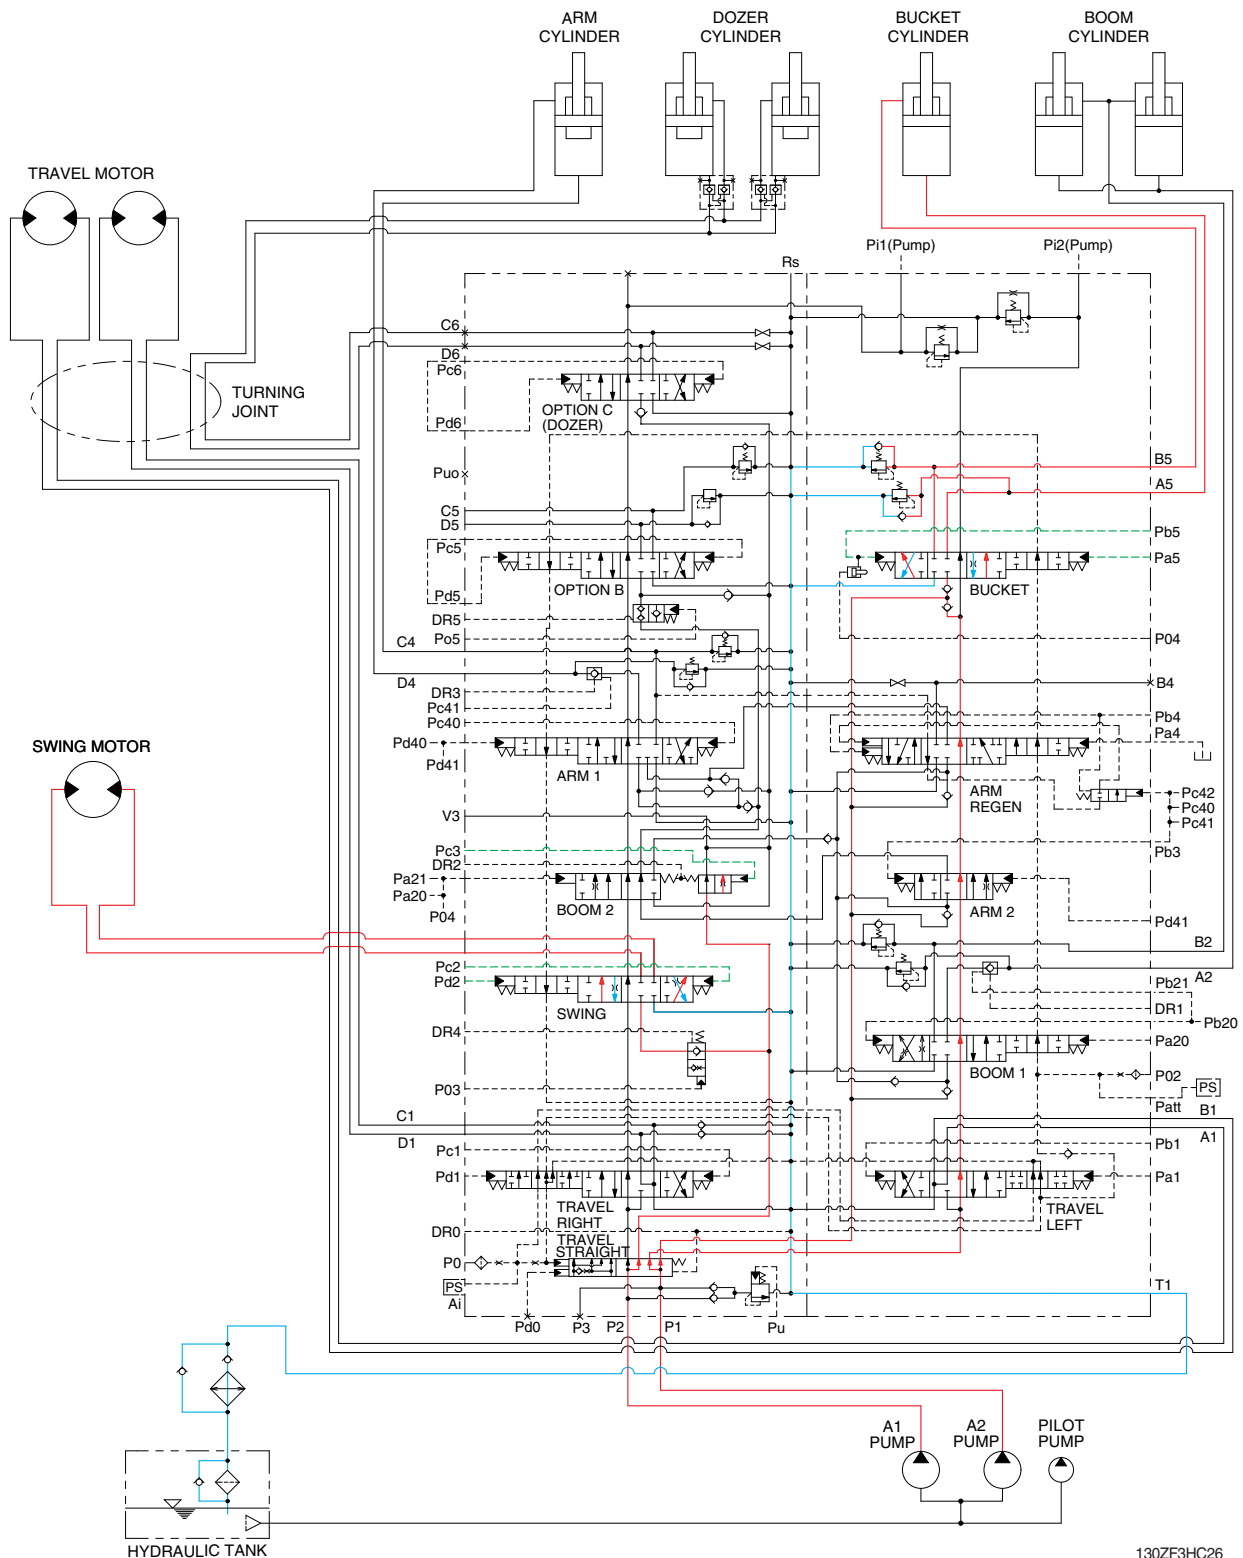 ARM
CYLINDER
DOZER
CYLINDER
BUCKET
CYLINDER
BOOM
CYLINDER
TRAVEL MOTOR
TURNING
JOINT
Pi1(Pump)
Pi2(Pump)
Rs
C6
D6
Pc6
Pd6
OPTION C
(DOZER)
Puo
B5
A5
C5
D5
Pc5
Pd5
OPTION B
Pb5
Pa5
BUCKET
DR5
Po5
P04
C4
D4
DR3
Pc41
Pc40
Pd40
Pd41
ARM 1
B4
Pb4
Pa4
ARM
REGEN
Pc42
Pc40
Pc41
SWING MOTOR
V3
Pc3
DR2
Pa21
Pa20
P04
BOOM 2
Pb3
ARM 2
Pd41
B2
A2
Pc2
Pd2
SWING
Pb21
DR1
Pb20
Pa20
BOOM 1
DR4
P03
P02
PS
Patt
C1
D1
B1
A1
Pc1
Pd1
TRAVEL
RIGHT
Pb1
Pa1
TRAVEL
LEFT
DR0
TRAVEL
STRAIGHT
P0
PS
Ai
Pd0
P3
P2
P1
Pu
T1
A1
PUMP
A2
PUMP
PILOT
PUMP
HYDRAULIC TANK
130ZF3HC26